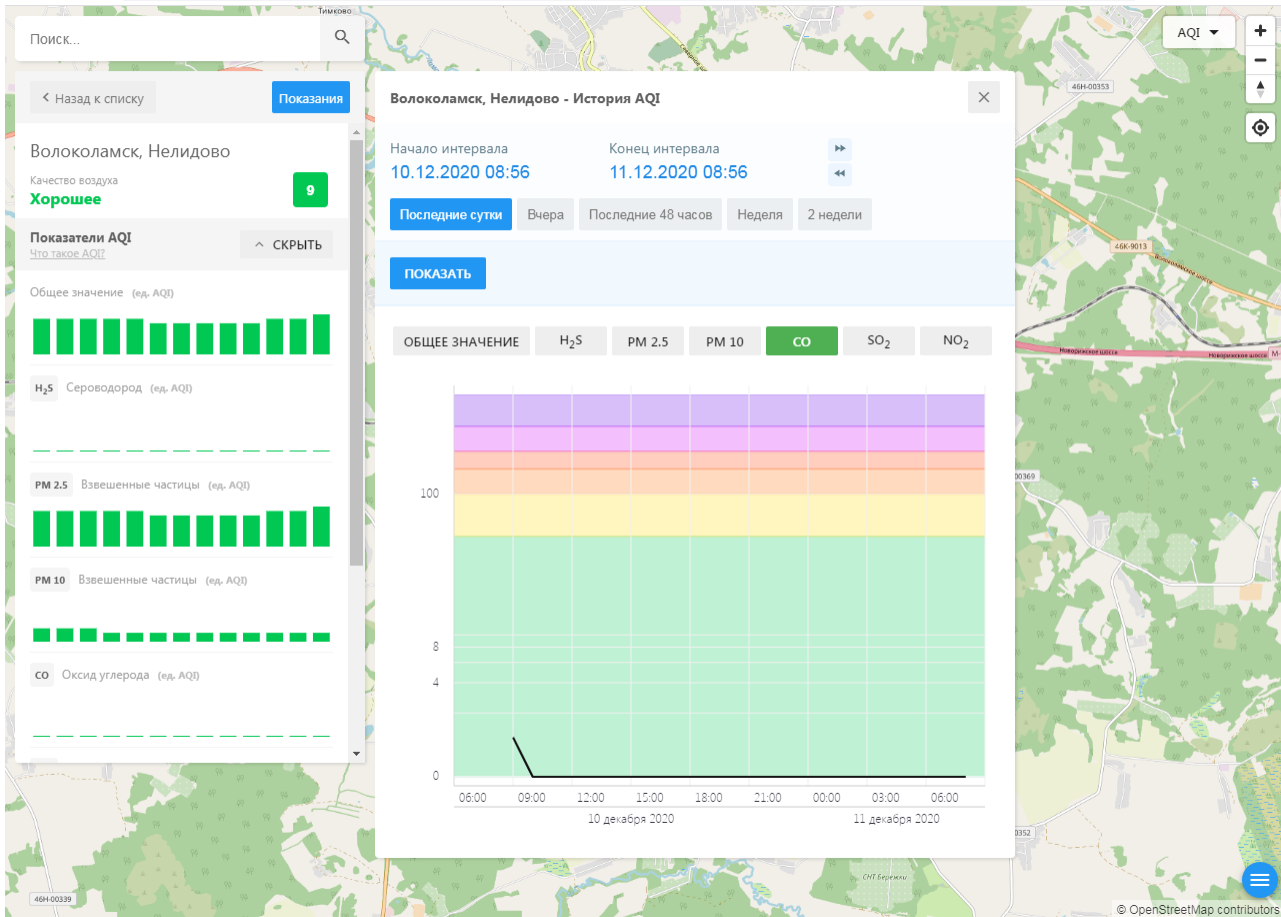 Тимково
Поиск...
AQI
46Н-00353
Назад к списку
Показания
Волоколамск, Нелидово
Качество воздуха
Хорошее
9
Показатели AQI
Что такое AQI?
СКРЫТЬ
Общее значение (ед. AQI)
H2S Сероводород (ед. AQI)
PM 2.5 Взвешенные частицы (ед. AQI)
PM 10 Взвешенные частицы (ед. AQI)
CO Оксид углерода (ед. AQI)
Волоколамск, Нелидово - История AQI
Начало интервала
10.12.2020 08:56
Конец интервала
11.12.2020 08:56
Последние сутки
Вчера
Последние 48 часов
Неделя
2 недели
ПОКАЗАТЬ
ОБЩЕЕ ЗНАЧЕНИЕ
H2S
PM 2.5
PM 10
CO
SO2
NO2
100
8
4
0
06:00 09:00 12:00 15:00 18:00 21:00 00:00 03:00 06:00
10 декабря 2020 11 декабря 2020
46К-9013
Волоколамское шоссе
Новорижское шоссе
Новорижское шоссе
М-
00369
00352
СНТ Бережки
46Н-00339
© OpenStreetMap contributors